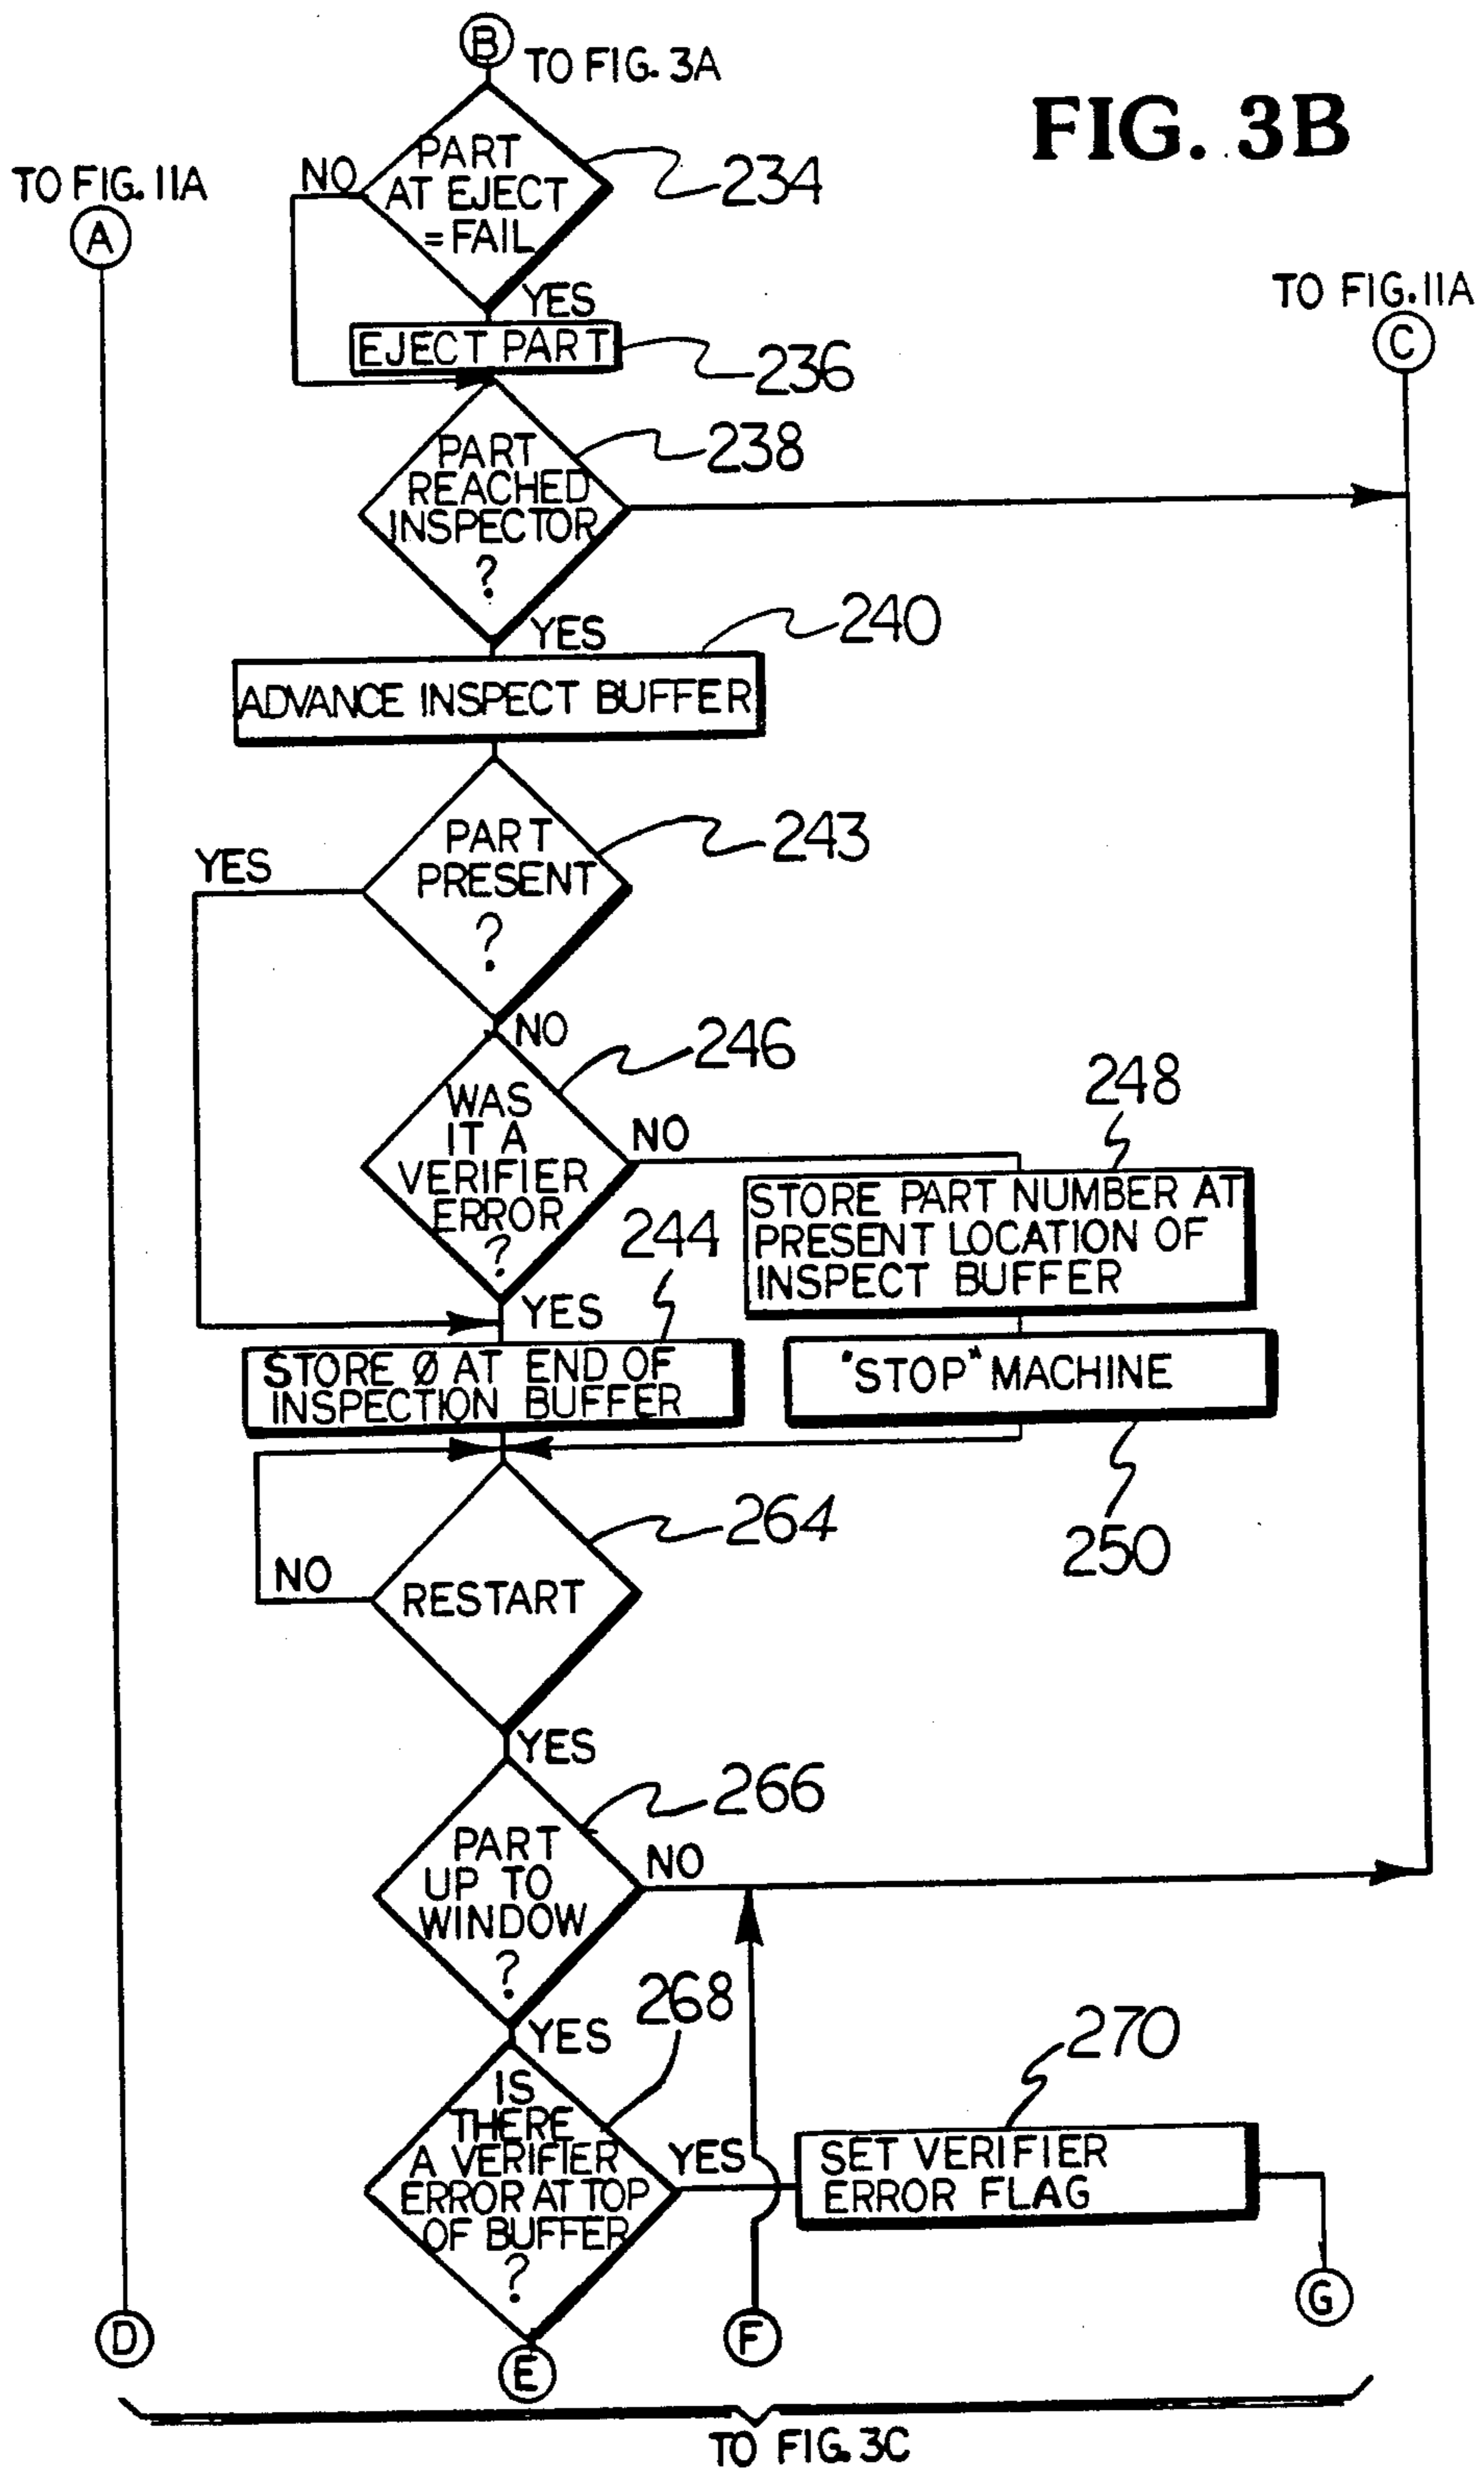 B
TO FIG. 3A
FIG. 3B
TO FIG. 11A
A
NO
PART
AT EJECT
=FAIL
234
YES
EJECT PART
236
TO FIG. 11A
C
PART
REACHED
INSPECTOR
?
238
YES
240
ADVANCE INSPECT BUFFER
PART
PRESENT
?
243
YES
NO
WAS
IT A
VERIFIER
ERROR
?
246
NO
248
STORE PART NUMBER AT
PRESENT LOCATION OF
INSPECT BUFFER
244
YES
STORE Ø AT END OF
INSPECTION BUFFER
"STOP" MACHINE
250
RESTART
264
NO
YES
PART
UP TO
WINDOW
?
266
NO
YES
268
IS
THERE
A VERIFIER
ERROR AT TOP
OF BUFFER
?
YES
270
SET VERIFIER
ERROR FLAG
D
E
F
G
TO FIG. 3C